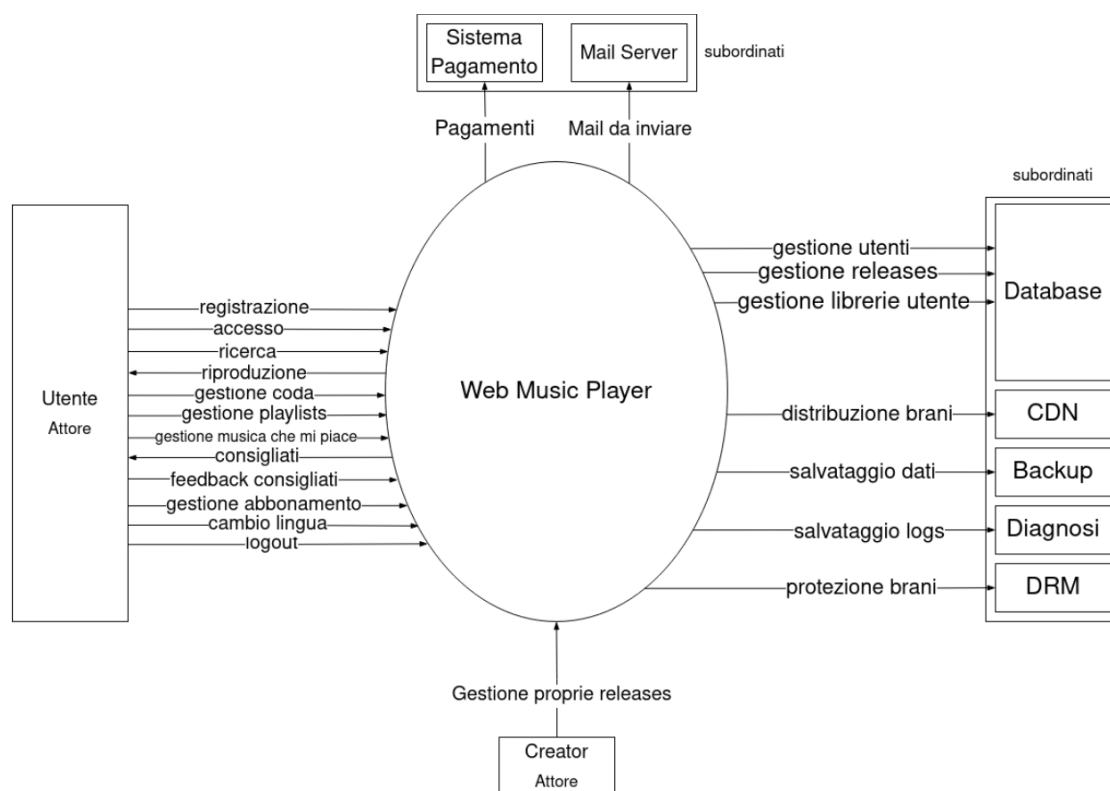 Sistema
Pagamento
Mail Server
subordinati
Pagamenti
Mail da inviare
subordinati
Utente
Attore
registrazione
accesso
ricerca
riproduzione
gestione coda
gestione playlists
gestione musica che mi piace
consigliati
feedback consigliati
gestione abbonamento
cambio lingua
logout
Web Music Player
gestione utenti
gestione releases
gestione librerie utente
distribuzione brani
salvataggio dati
salvataggio logs
protezione brani
Database
CDN
Backup
Diagnosi
DRM
Gestione proprie releases
Creator
Attore